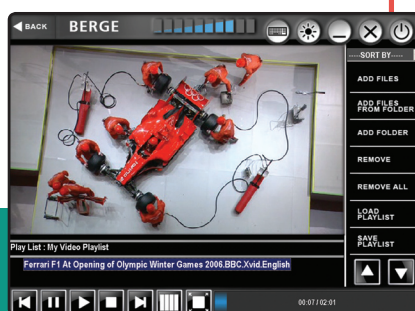 BACK
BERGE
-----SORT BY-----
ADD FILES
ADD FILES
FROM FOLDER
ADD FOLDER
REMOVE
REMOVE ALL
LOAD
PLAYLIST
SAVE
PLAYLIST
Play List : My Video Playlist
Ferrari F1 At Opening of Olympic Winter Games 2006.BBC.Xvid.English
00:07 / 02:01